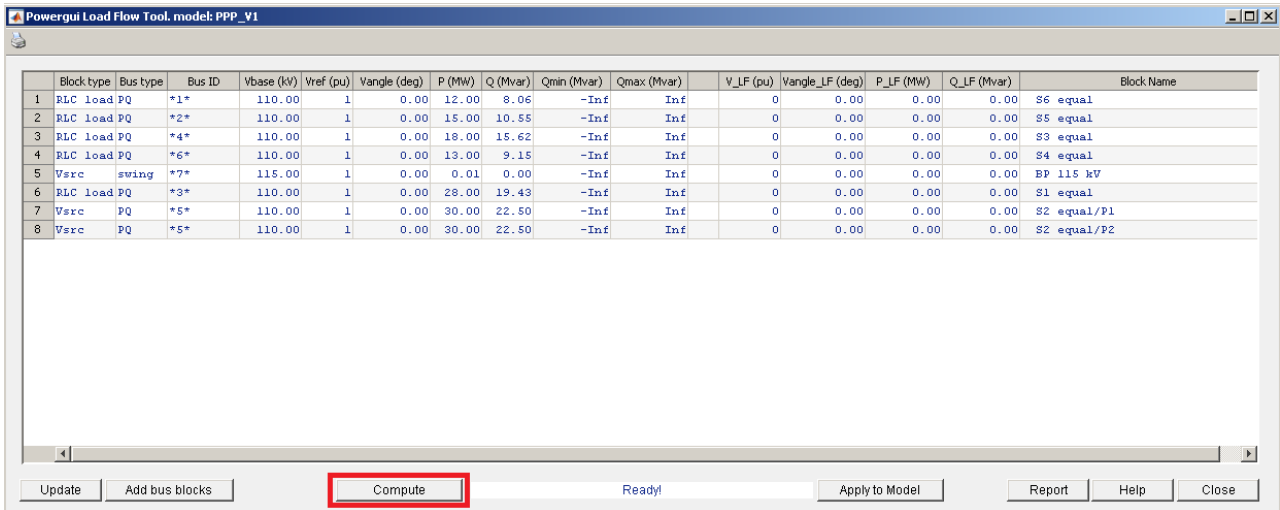 Powergui Load Flow Tool. model: PPP_V1
Block type Bus type Bus ID Vbase (kV) Vref (pu) Vangle (deg) P (MW) Q (Mvar) Qmin (Mvar) Qmax (Mvar) V_LF (pu) Vangle_LF (deg) P_LF (MW) Q_LF (Mvar) Block Name
1 RLC load PQ *1* 110.00 1 0.00 12.00 8.06 -Inf Inf 0 0.00 0.00 0.00 S6 equal
2 RLC load PQ *2* 110.00 1 0.00 15.00 10.55 -Inf Inf 0 0.00 0.00 0.00 S5 equal
3 RLC load PQ *4* 110.00 1 0.00 18.00 15.62 -Inf Inf 0 0.00 0.00 0.00 S3 equal
4 RLC load PQ *6* 110.00 1 0.00 13.00 9.15 -Inf Inf 0 0.00 0.00 0.00 S4 equal
5 Vsrc swing *7* 115.00 1 0.00 0.01 0.00 -Inf Inf 0 0.00 0.00 0.00 BP 115 kV
6 RLC load PQ *3* 110.00 1 0.00 28.00 19.43 -Inf Inf 0 0.00 0.00 0.00 S1 equal
7 Vsrc PQ *5* 110.00 1 0.00 30.00 22.50 -Inf Inf 0 0.00 0.00 0.00 S2 equal/P1
8 Vsrc PQ *5* 110.00 1 0.00 30.00 22.50 -Inf Inf 0 0.00 0.00 0.00 S2 equal/P2
Update Add bus blocks Compute Ready! Apply to Model Report Help Close